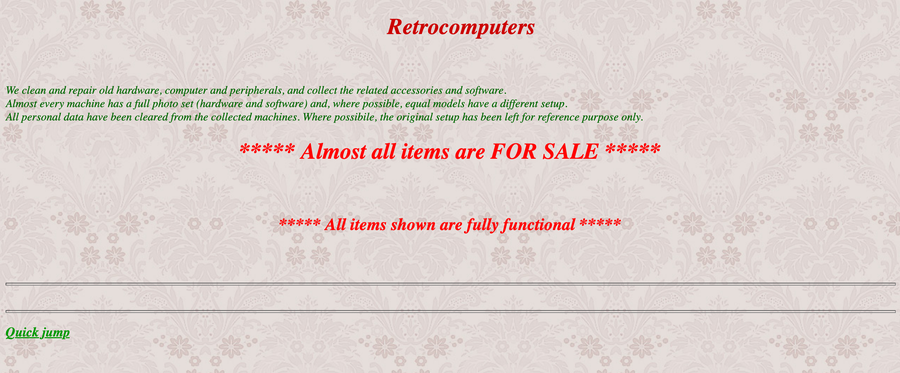 Retrocomputers
We clean and repair old hardware, computer and peripherals, and collect the related accessories and software.
Almost every machine has a full photo set (hardware and software) and, where possible, equal models have a different setup.
All personal data have been cleared from the collected machines. Where possibile, the original setup has been left for reference purpose only.
***** Almost all items are FOR SALE *****
***** All items shown are fully functional *****
Quick jump